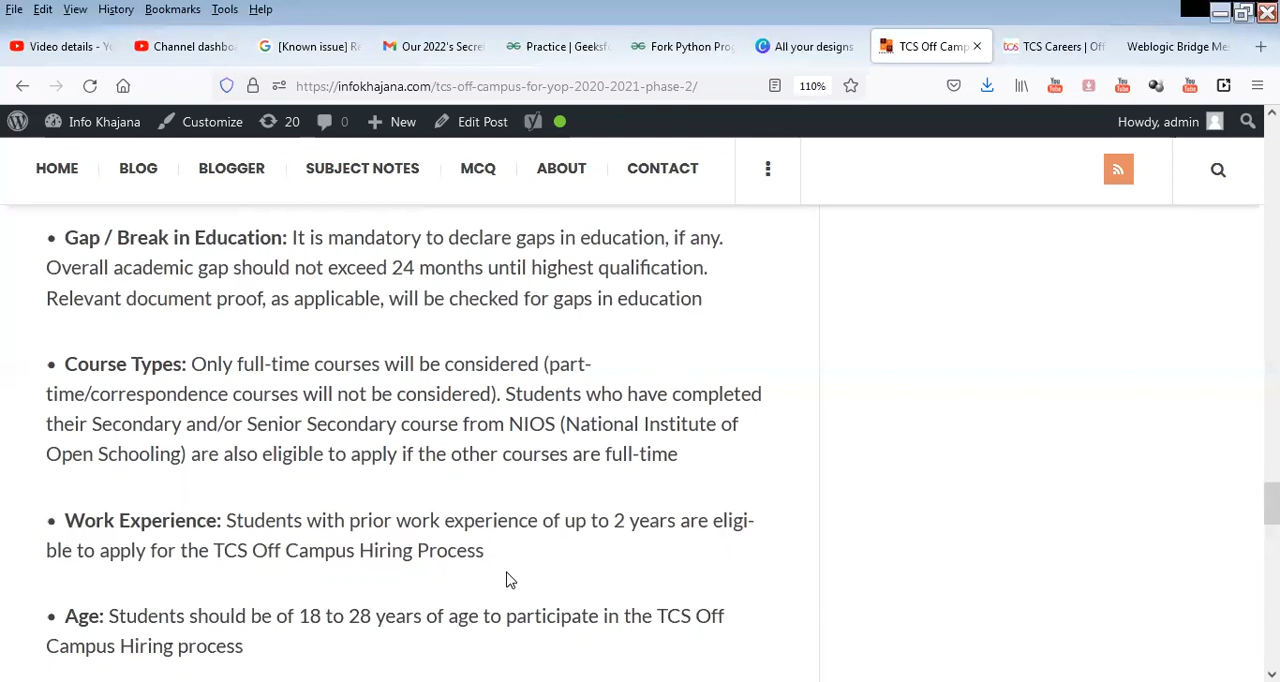 File Edit View History Bookmarks Tools Help
Video details - Yo Channel dashbo [Known issue] Re Our 2022's Secre Practice | Geeksf Fork Python Pro All your designs TCS Off Camp TCS Careers | Off Weblogic Bridge Me
https://infokhajana.com/tcs-off-campus-for-yop-2020-2021-phase-2/ 110%
Info Khajana Customize 20 0 New Edit Post Howdy, admin
HOME BLOG BLOGGER SUBJECT NOTES MCQ ABOUT CONTACT
• Gap / Break in Education: It is mandatory to declare gaps in education, if any.
Overall academic gap should not exceed 24 months until highest qualification.
Relevant document proof, as applicable, will be checked for gaps in education
• Course Types: Only full-time courses will be considered (part-
time/correspondence courses will not be considered). Students who have completed
their Secondary and/or Senior Secondary course from NIOS (National Institute of
Open Schooling) are also eligible to apply if the other courses are full-time
• Work Experience: Students with prior work experience of up to 2 years are eligi-
ble to apply for the TCS Off Campus Hiring Process
• Age: Students should be of 18 to 28 years of age to participate in the TCS Off
Campus Hiring process